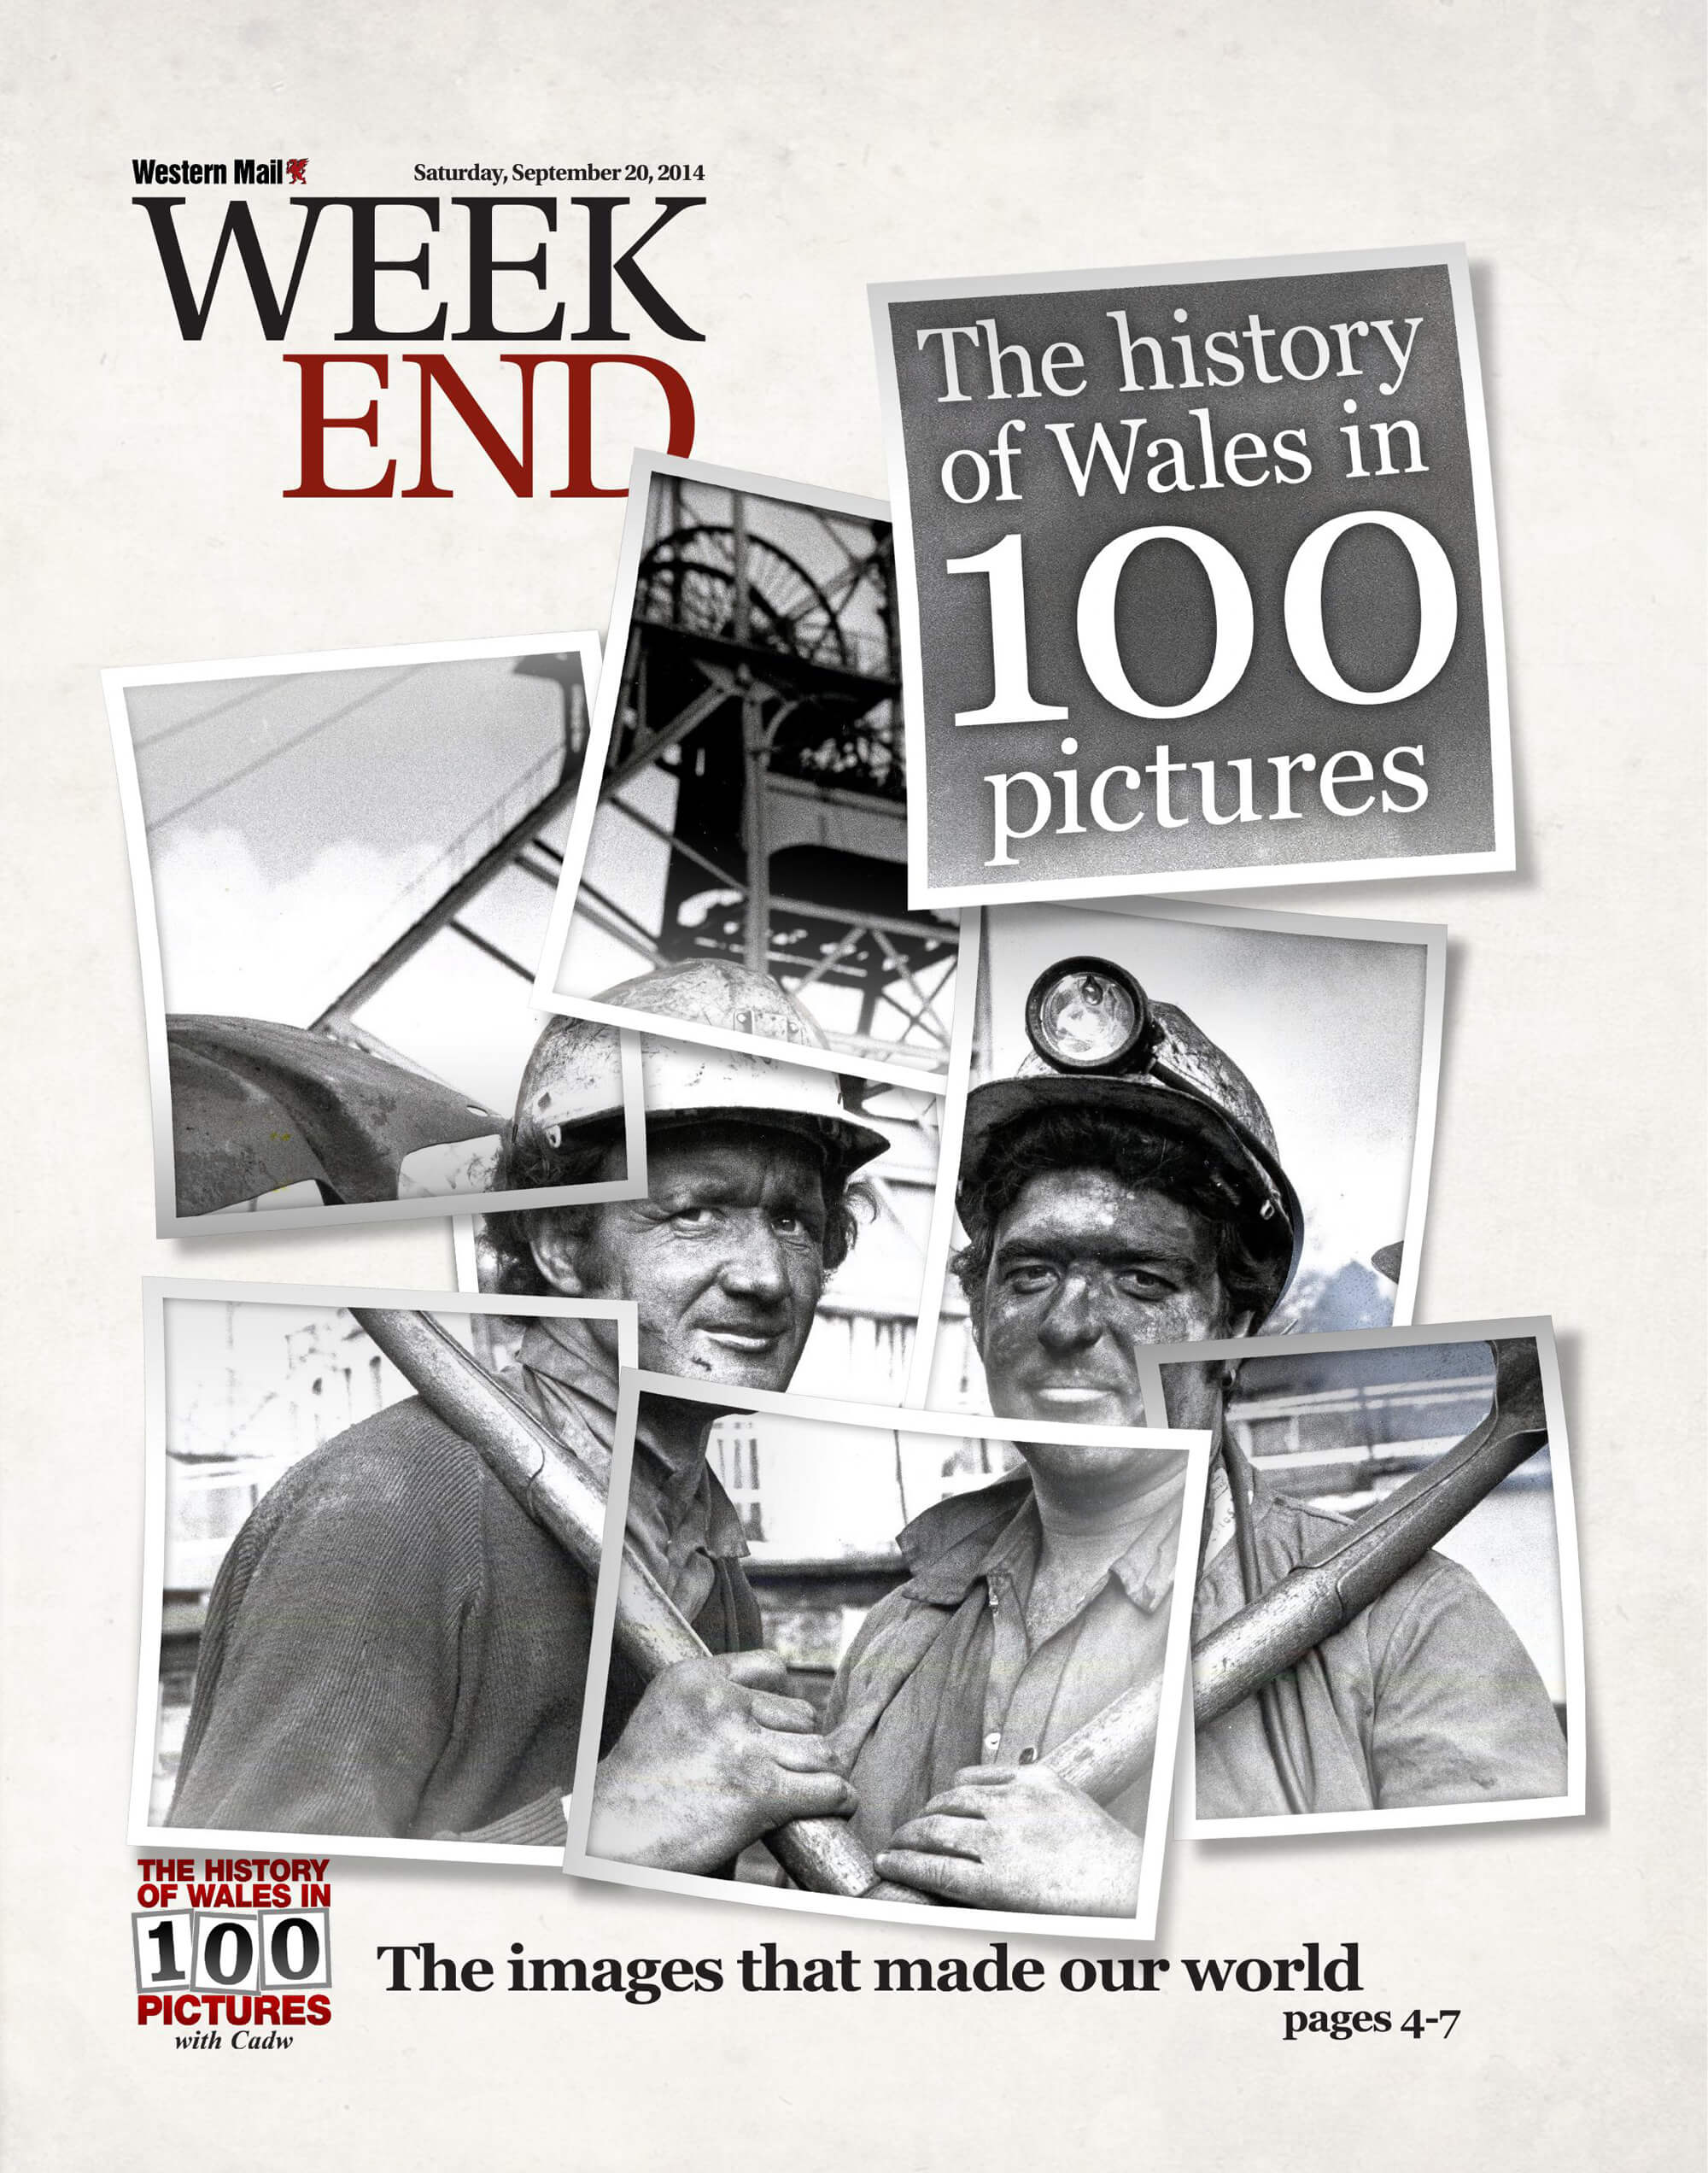 Western Mail
Saturday, September 20, 2014
WEEK
END
The history
of Wales in
100
pictures
THE HISTORY
OF WALES IN
100
PICTURES
with Cadw
The images that made our world
pages 4-7